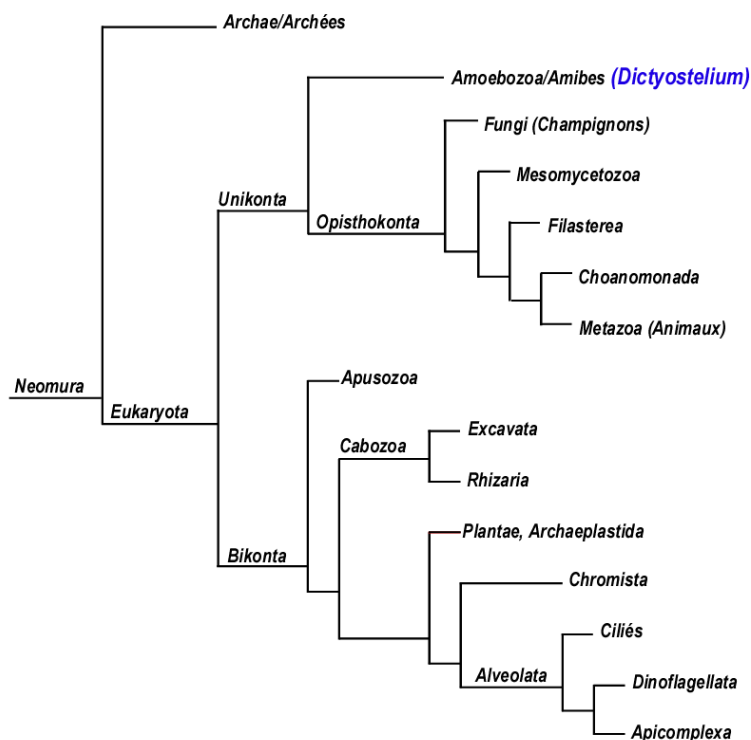 Archae/Archées
Amoebozoa/Amibes (Dictyostelium)
Fungi (Champignons)
Mesomycetozoa
Unikonta
Opisthokonta
Filasterea
Choanomonada
Metazoa (Animaux)
Apusozoa
Neomura
Eukaryota
Excavata
Cabozoa
Rhizaria
Plantae, Archaeplastida
Bikonta
Chromista
Ciliés
Alveolata
Dinoflagellata
Apicomplexa